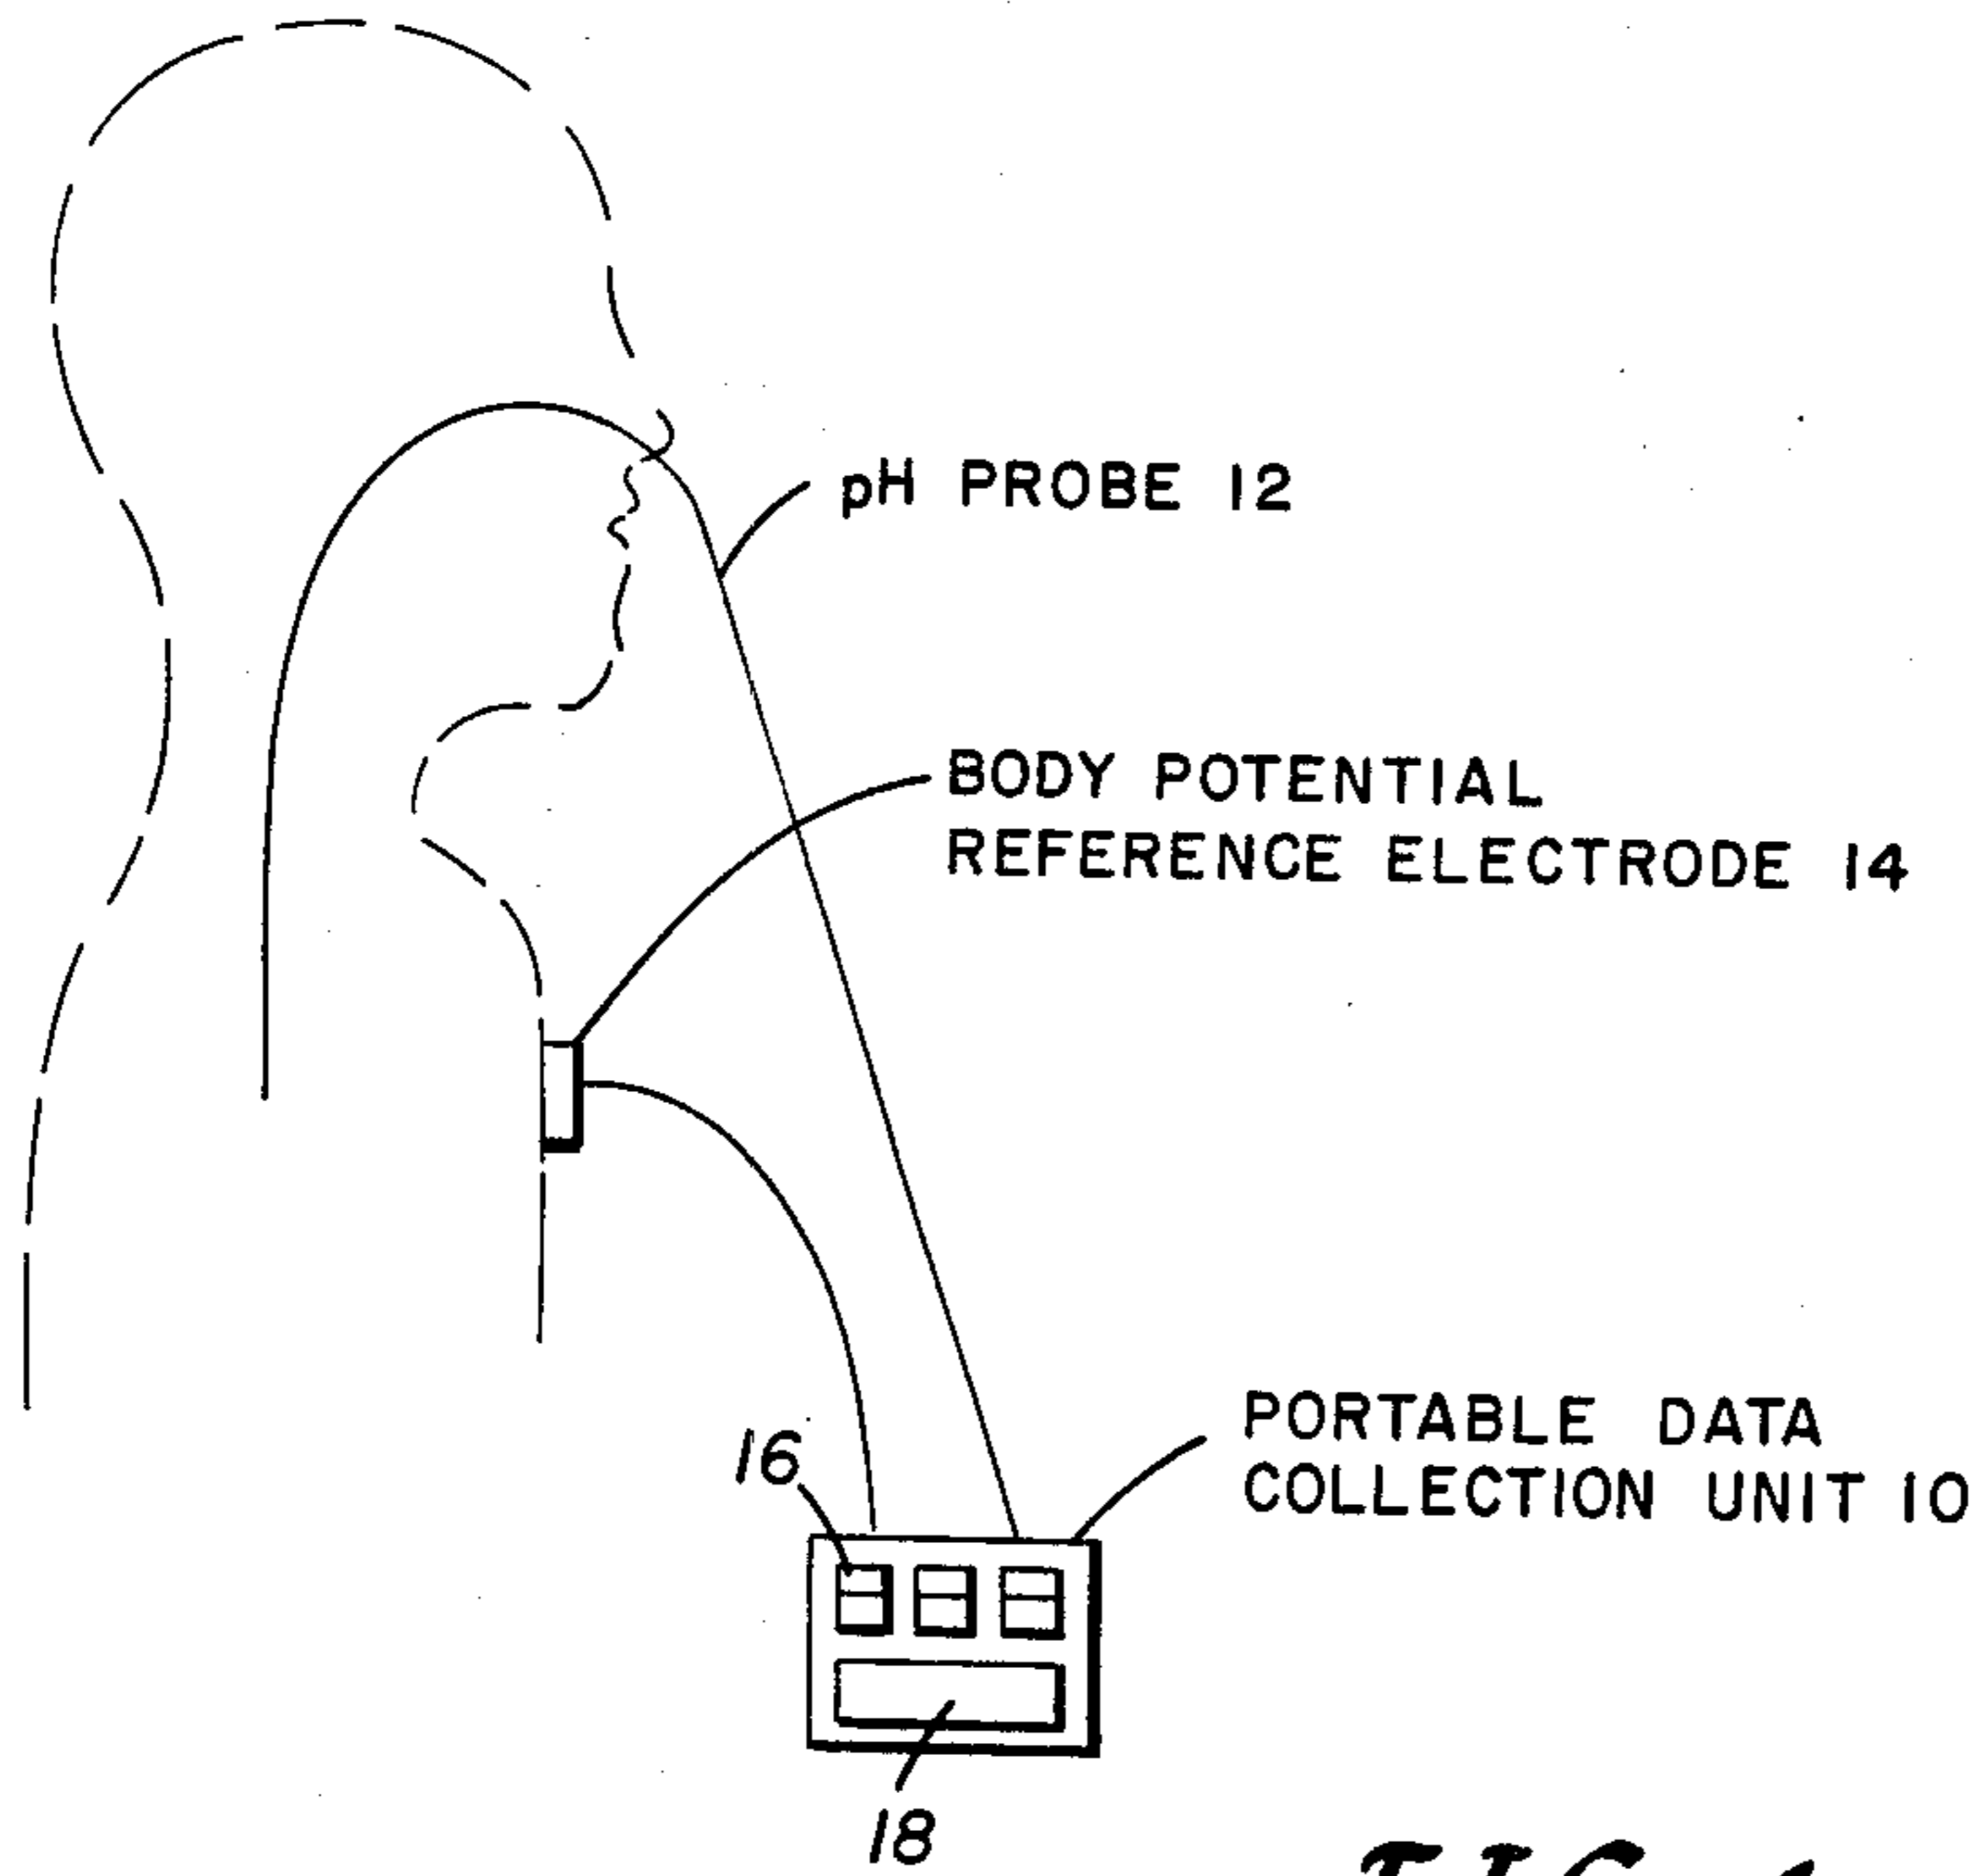 pH PROBE 12
BODY POTENTIAL
REFERENCE ELECTRODE 14
16
PORTABLE DATA
COLLECTION UNIT 10
18